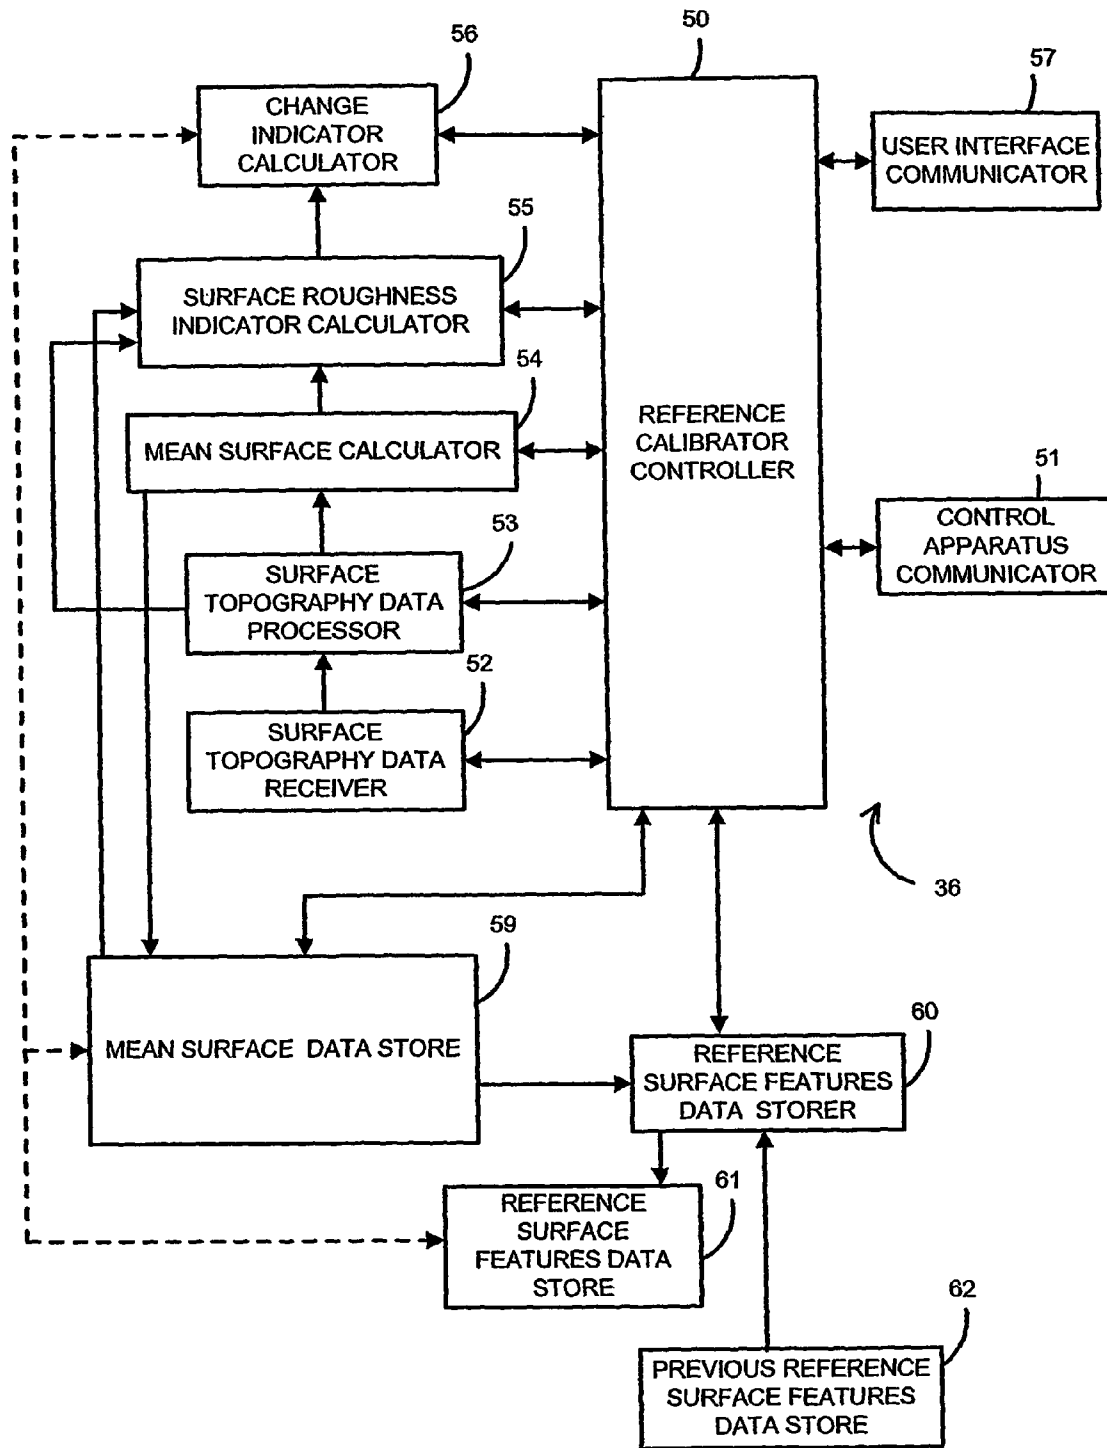 56
CHANGE
INDICATOR
CALCULATOR
50
57
USER INTERFACE
COMMUNICATOR
55
SURFACE ROUGHNESS
INDICATOR CALCULATOR
54
MEAN SURFACE CALCULATOR
REFERENCE
CALIBRATOR
CONTROLLER
51
CONTROL
APPARATUS
COMMUNICATOR
53
SURFACE
TOPOGRAPHY DATA
PROCESSOR
52
SURFACE
TOPOGRAPHY DATA
RECEIVER
36
59
MEAN SURFACE DATA STORE
60
REFERENCE
SURFACE FEATURES
DATA STORER
61
REFERENCE
SURFACE
FEATURES DATA
STORE
62
PREVIOUS REFERENCE
SURFACE FEATURES
DATA STORE